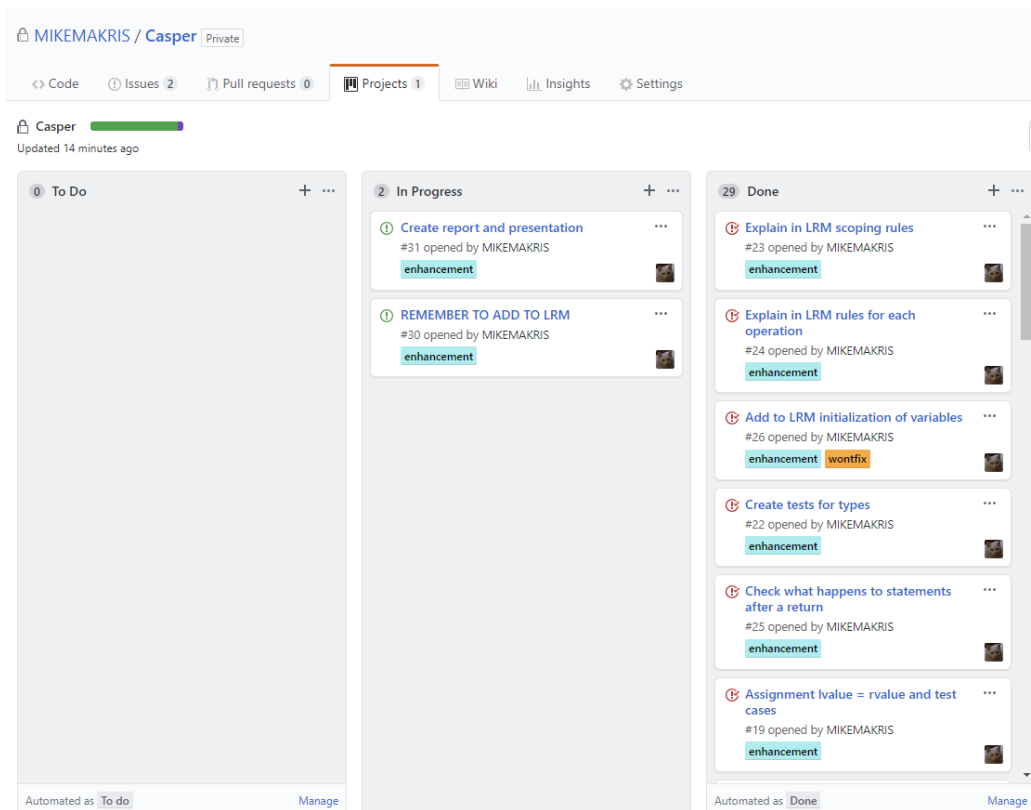 MIKEMAKRIS / Casper Private
Code Issues 2 Pull requests 0 Projects 1 Wiki Insights Settings
Casper
Updated 14 minutes ago
0 To Do
Automated as To do Manage
2 In Progress
Create report and presentation
#31 opened by MIKEMAKRIS
enhancement
REMEMBER TO ADD TO LRM
#30 opened by MIKEMAKRIS
enhancement
29 Done
Explain in LRM scoping rules
#23 opened by MIKEMAKRIS
enhancement
Explain in LRM rules for each
operation
#24 opened by MIKEMAKRIS
enhancement
Add to LRM initialization of variables
#26 opened by MIKEMAKRIS
enhancement wontfix
Create tests for types
#22 opened by MIKEMAKRIS
enhancement
Check what happens to statements
after a return
#25 opened by MIKEMAKRIS
enhancement
Assignment lvalue = rvalue and test
cases
#19 opened by MIKEMAKRIS
enhancement
Automated as Done Manage